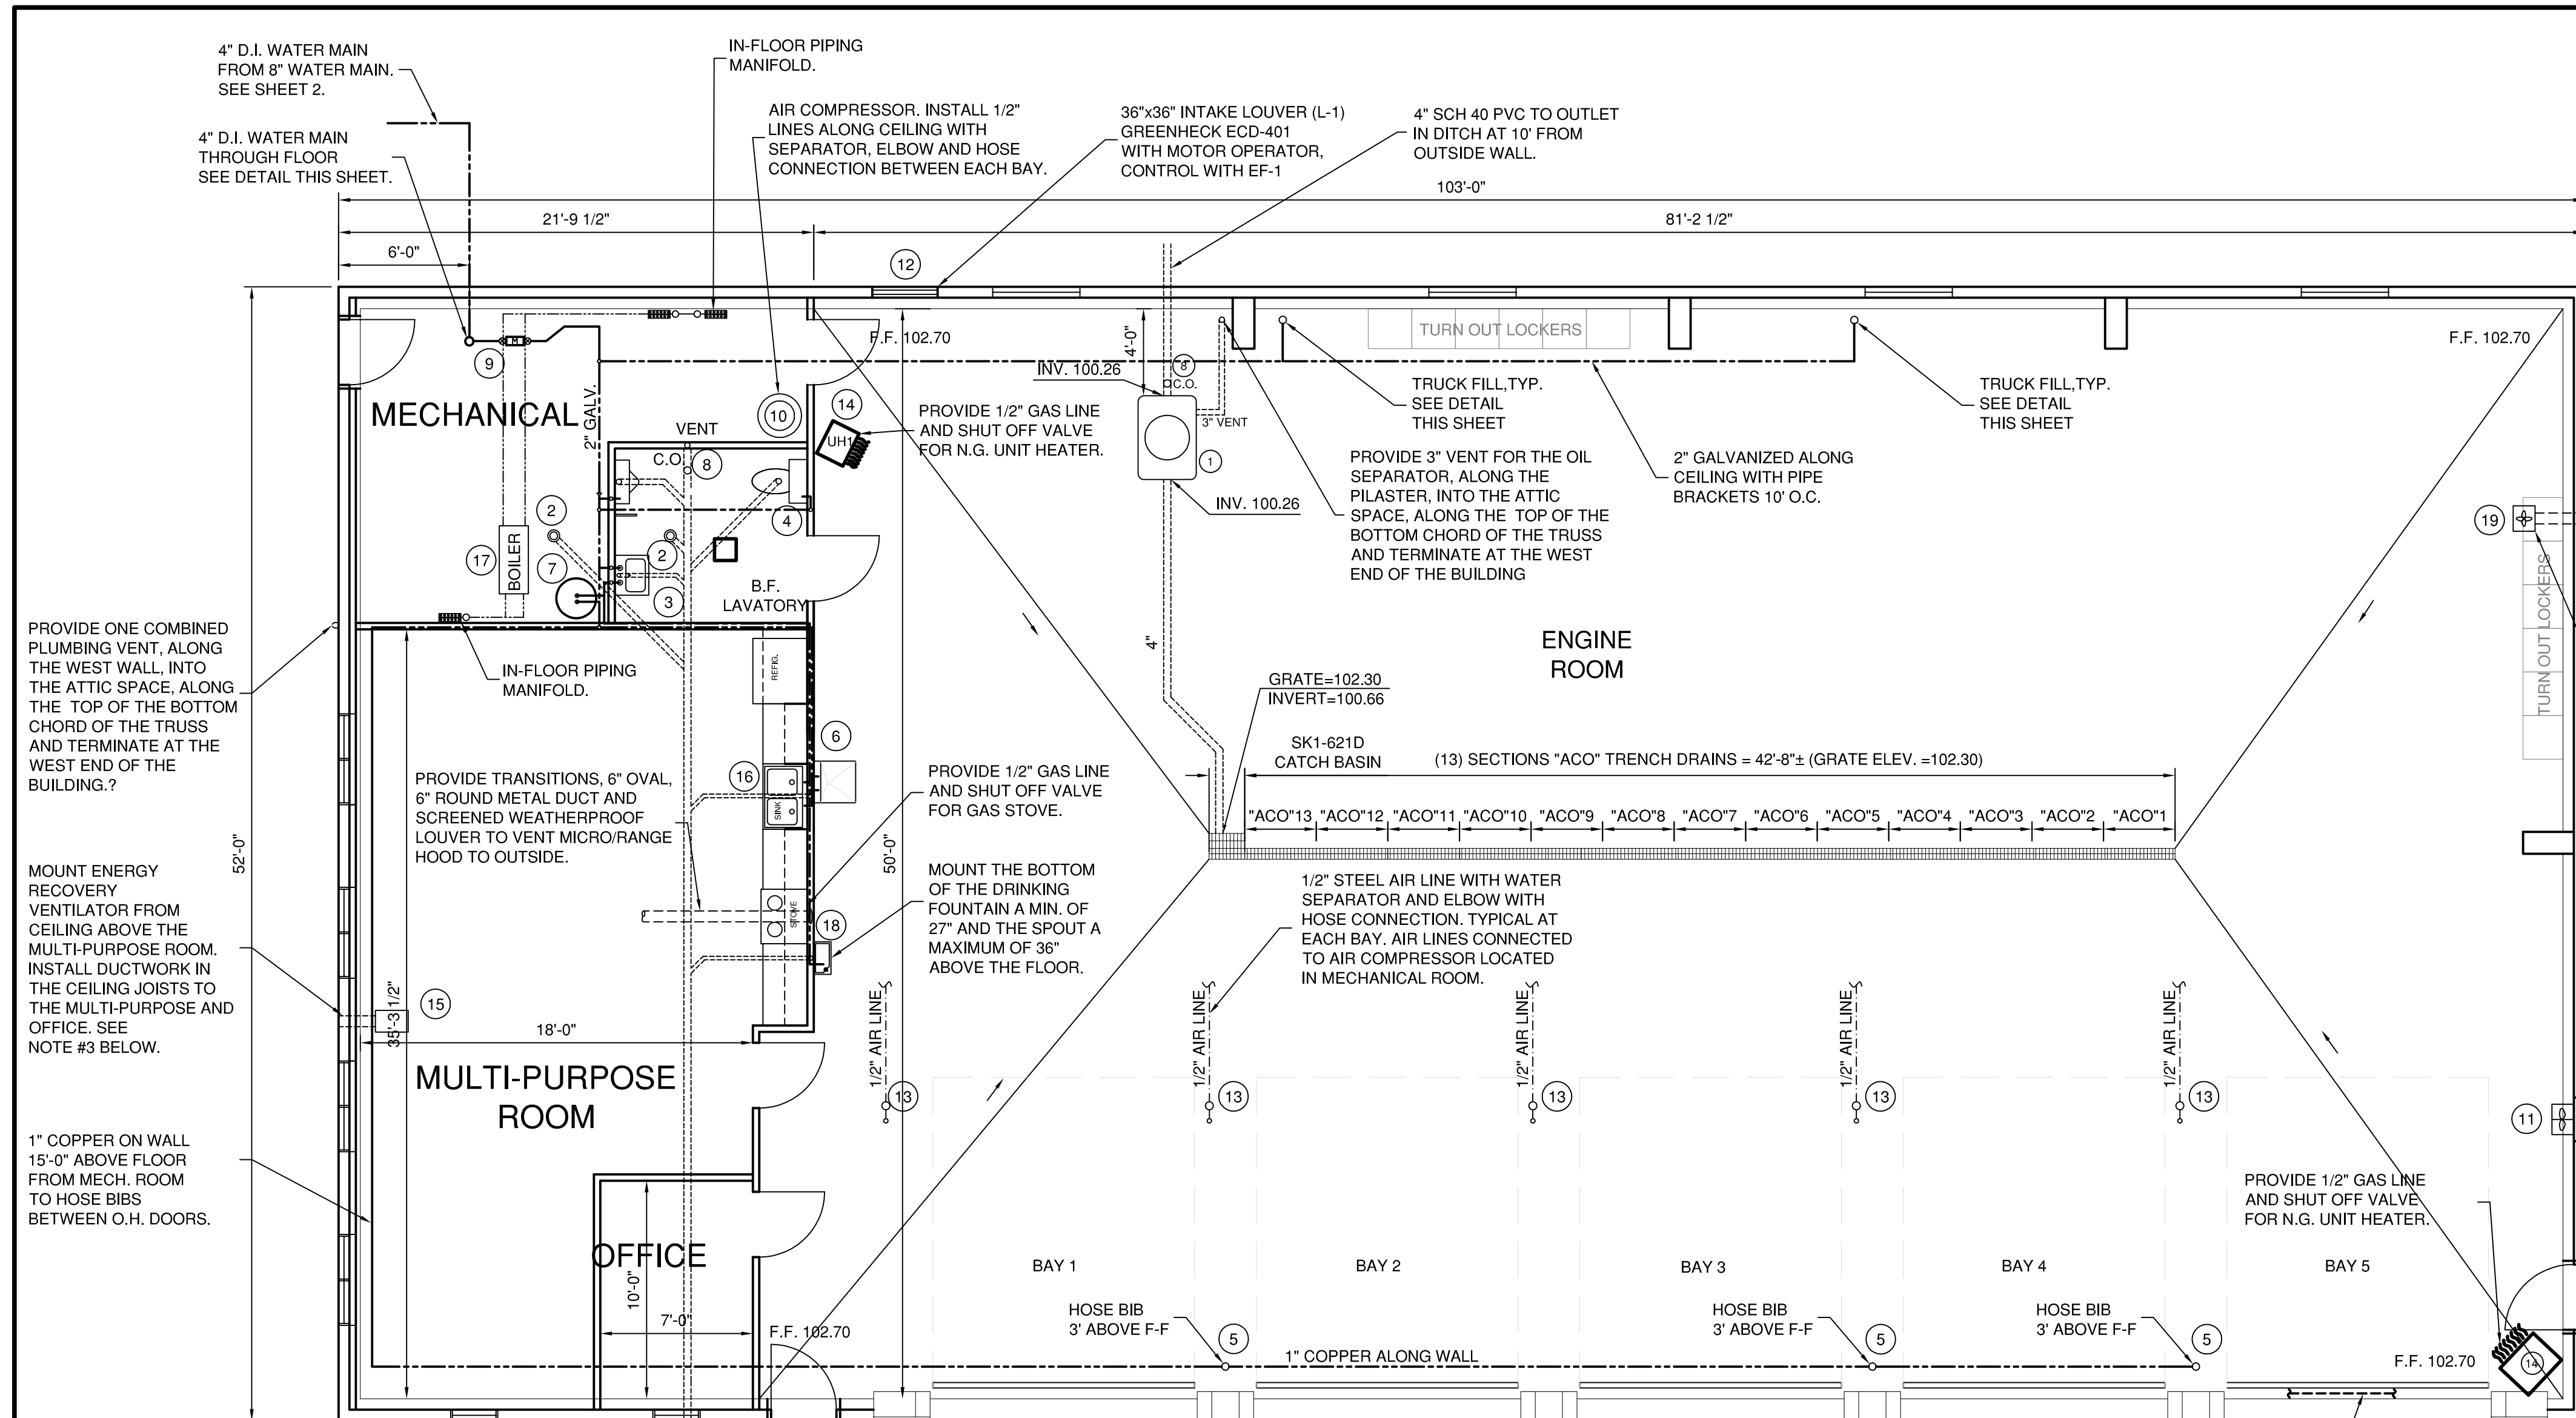 4" D.I. WATER MAIN
FROM 8" WATER MAIN.
SEE SHEET 2.
IN-FLOOR PIPING
MANIFOLD.
4" D.I. WATER MAIN
THROUGH FLOOR
SEE DETAIL THIS SHEET.
AIR COMPRESSOR. INSTALL 1/2"
LINES ALONG CEILING WITH
SEPARATOR, ELBOW AND HOSE
CONNECTION BETWEEN EACH BAY.
36"x36" INTAKE LOUVER (L-1)
GREENHECK ECD-401
WITH MOTOR OPERATOR,
CONTROL WITH EF-1
4" SCH 40 PVC TO OUTLET
IN DITCH AT 10' FROM
OUTSIDE WALL.
103'-0"
21'-9 1/2"
81'-2 1/2"
6'-0"
12
F.F. 102.70
4'-0"
TURN OUT LOCKERS
F.F. 102.70
9
M
2" GALV.
MECHANICAL
10
14
UH1
PROVIDE 1/2" GAS LINE
AND SHUT OFF VALVE
FOR N.G. UNIT HEATER.
INV. 100.26
8
C.O.
3" VENT
1
INV. 100.26
TRUCK FILL,TYP.
SEE DETAIL
THIS SHEET
TRUCK FILL,TYP.
SEE DETAIL
THIS SHEET
PROVIDE 3" VENT FOR THE OIL
SEPARATOR, ALONG THE
PILASTER, INTO THE ATTIC
SPACE, ALONG THE TOP OF THE
BOTTOM CHORD OF THE TRUSS
AND TERMINATE AT THE WEST
END OF THE BUILDING
2" GALVANIZED ALONG
CEILING WITH PIPE
BRACKETS 10' O.C.
VENT
C.O.
8
2
4
17
BOILER
7
2
3
B.F.
LAVATORY
19
TURN OUT LOCKERS
4"
ENGINE
ROOM
PROVIDE ONE COMBINED
PLUMBING VENT, ALONG
THE WEST WALL, INTO
THE ATTIC SPACE, ALONG
THE TOP OF THE BOTTOM
CHORD OF THE TRUSS
AND TERMINATE AT THE
WEST END OF THE
BUILDING.?
IN-FLOOR PIPING
MANIFOLD.
REFIG.
GRATE=102.30
INVERT=100.66
SK1-621D
CATCH BASIN
(13) SECTIONS "ACO" TRENCH DRAINS = 42'-8"± (GRATE ELEV. =102.30)
"ACO"13
"ACO"12
"ACO"11
"ACO"10
"ACO"9
"ACO"8
"ACO"7
"ACO"6
"ACO"5
"ACO"4
"ACO"3
"ACO"2
"ACO"1
6
16
SINK
PROVIDE TRANSITIONS, 6" OVAL,
6" ROUND METAL DUCT AND
SCREENED WEATHERPROOF
LOUVER TO VENT MICRO/RANGE
HOOD TO OUTSIDE.
PROVIDE 1/2" GAS LINE
AND SHUT OFF VALVE
FOR GAS STOVE.
52'-0"
50'-0"
STOVE
18
MOUNT THE BOTTOM
OF THE DRINKING
FOUNTAIN A MIN. OF
27" AND THE SPOUT A
MAXIMUM OF 36"
ABOVE THE FLOOR.
1/2" STEEL AIR LINE WITH WATER
SEPARATOR AND ELBOW WITH
HOSE CONNECTION. TYPICAL AT
EACH BAY. AIR LINES CONNECTED
TO AIR COMPRESSOR LOCATED
IN MECHANICAL ROOM.
MOUNT ENERGY
RECOVERY
VENTILATOR FROM
CEILING ABOVE THE
MULTI-PURPOSE ROOM.
INSTALL DUCTWORK IN
THE CEILING JOISTS TO
THE MULTI-PURPOSE AND
OFFICE. SEE
NOTE #3 BELOW.
15
35'-3 1/2"
18'-0"
MULTI-PURPOSE
ROOM
1/2" AIR LINE
1/2" AIR LINE
1/2" AIR LINE
1/2" AIR LINE
1/2" AIR LINE
13
13
13
13
13
11
1" COPPER ON WALL
15'-0" ABOVE FLOOR
FROM MECH. ROOM
TO HOSE BIBS
BETWEEN O.H. DOORS.
PROVIDE 1/2" GAS LINE
AND SHUT OFF VALVE
FOR N.G. UNIT HEATER.
OFFICE
10'-0"
7'-0"
F.F. 102.70
BAY 1
BAY 2
BAY 3
BAY 4
BAY 5
HOSE BIB
3' ABOVE F-F
5
HOSE BIB
3' ABOVE F-F
5
HOSE BIB
3' ABOVE F-F
5
1" COPPER ALONG WALL
F.F. 102.70
14